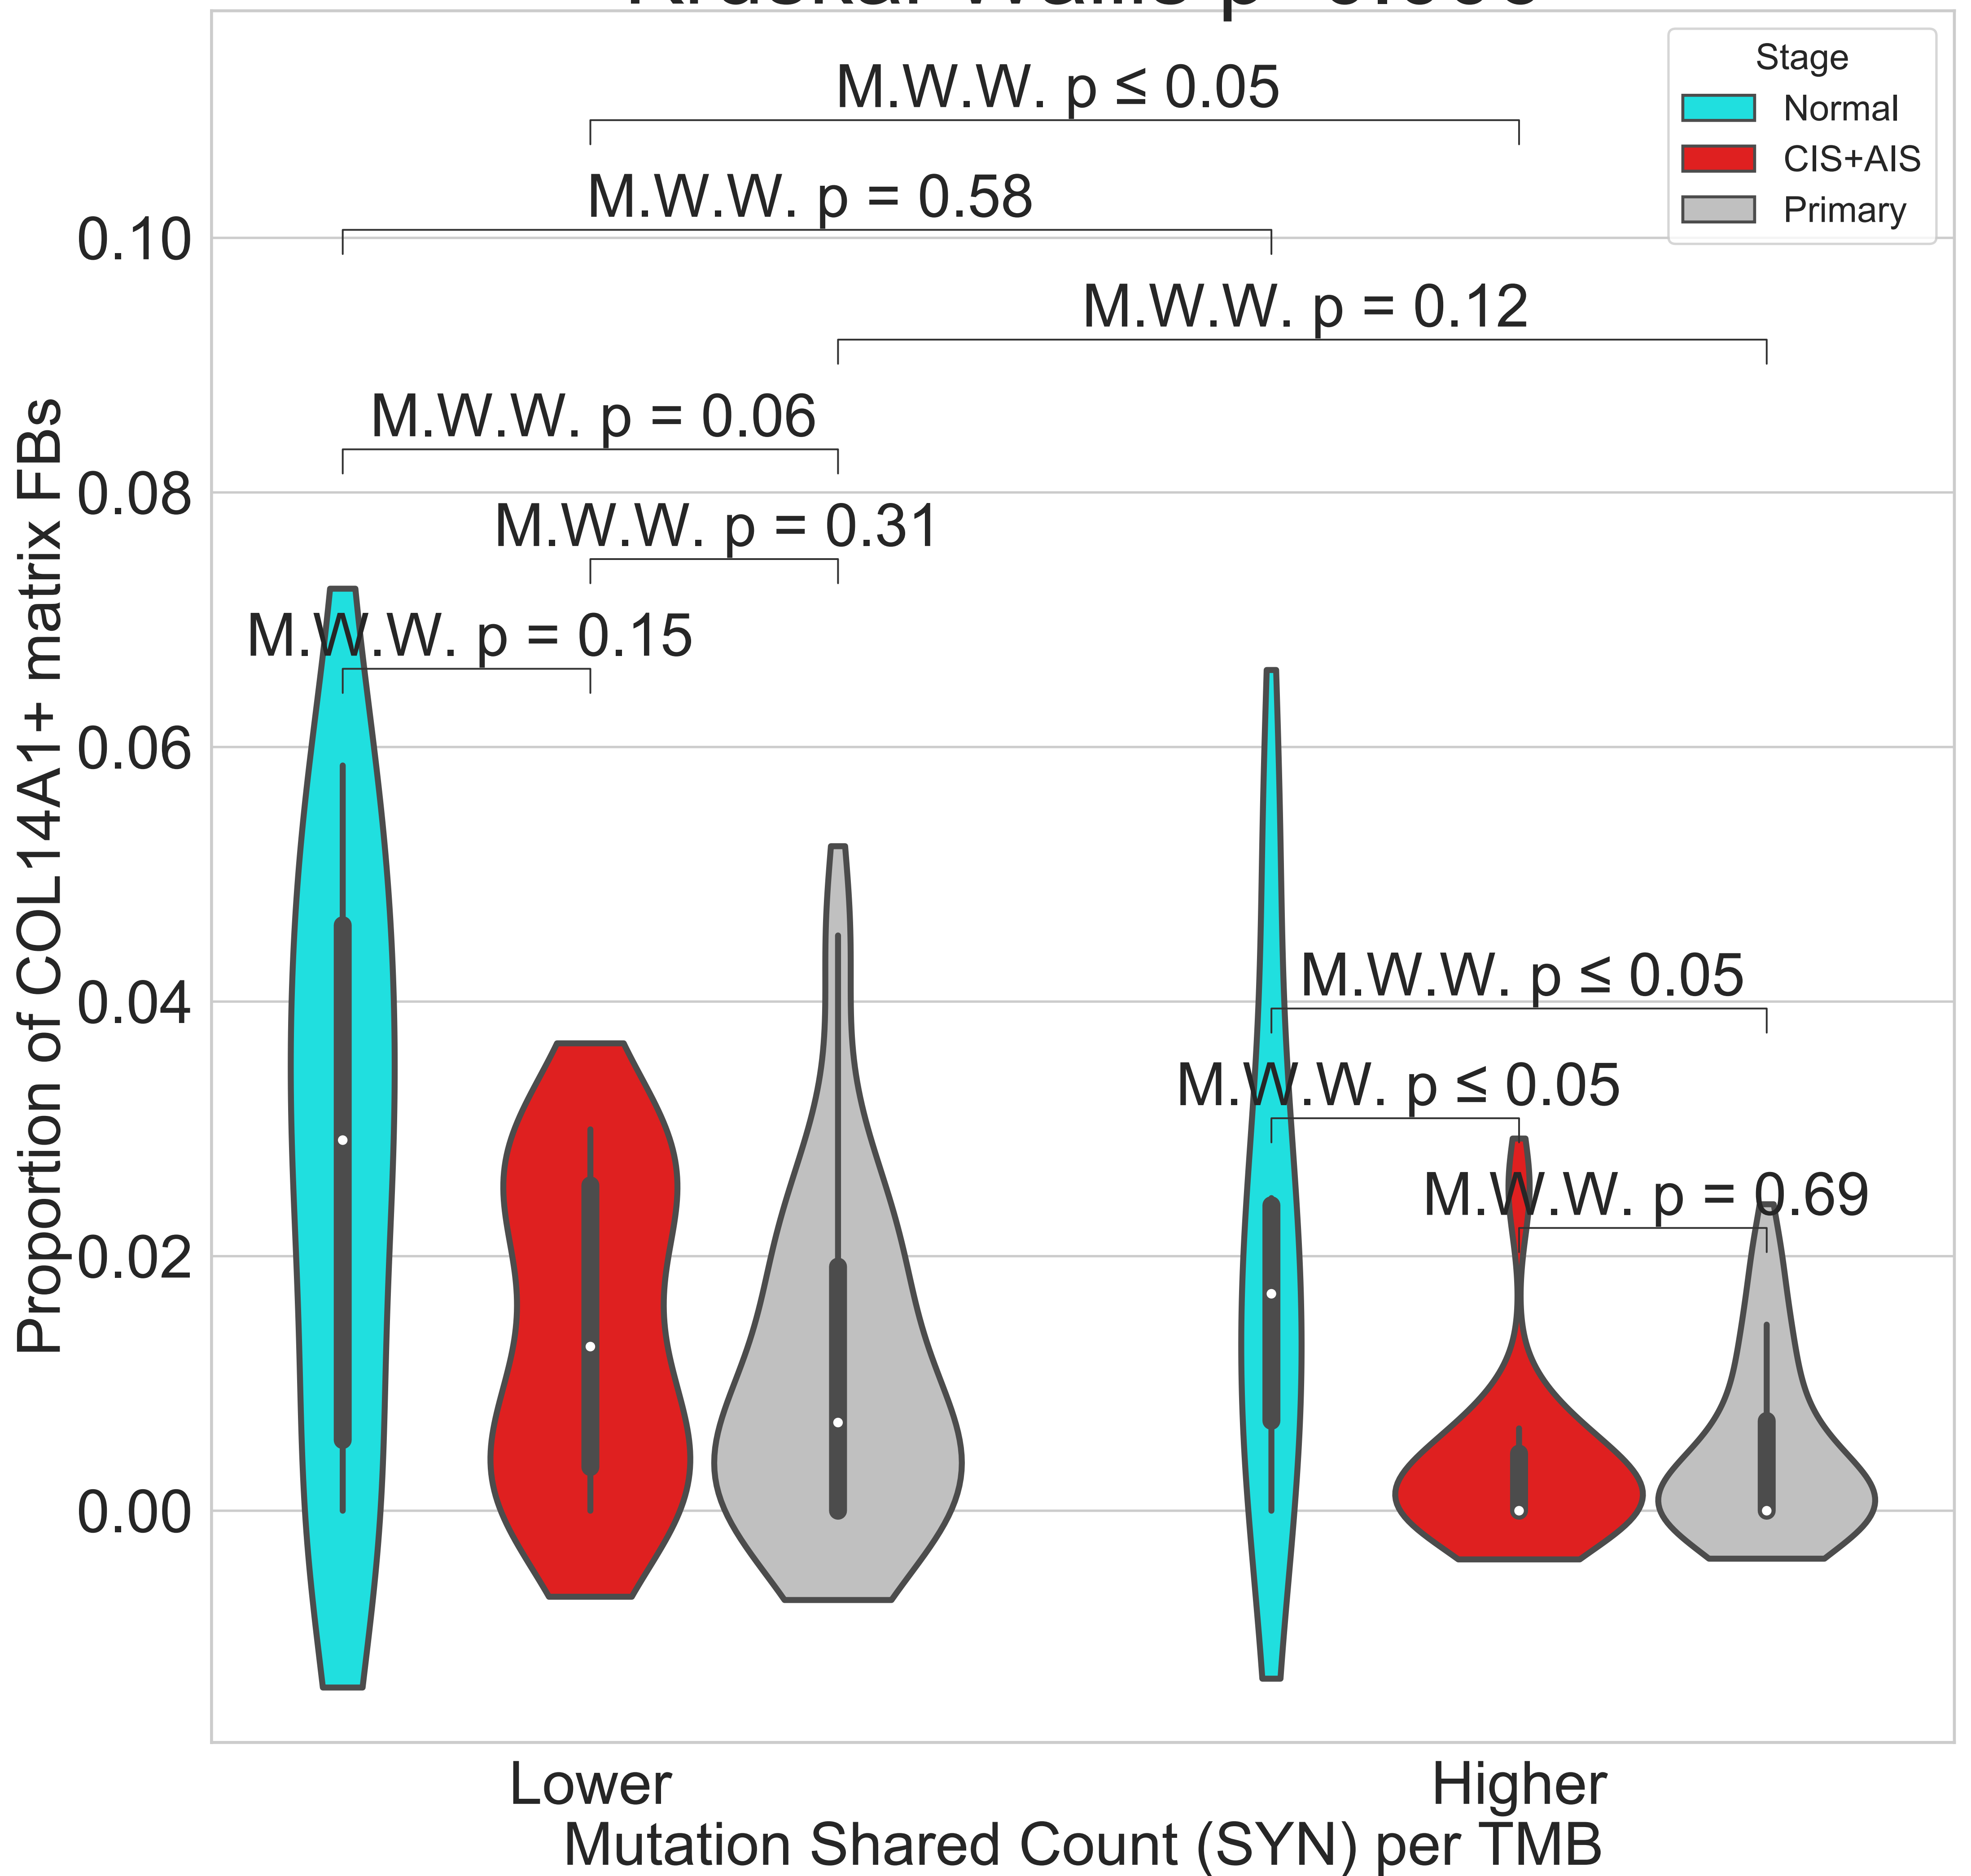 Stage
Normal
CIS+AIS
Primary
M.W.W. p ≤ 0.05
M.W.W. p = 0.58
M.W.W. p = 0.12
M.W.W. p = 0.06
M.W.W. p = 0.31
M.W.W. p = 0.15
M.W.W. p ≤ 0.05
M.W.W. p ≤ 0.05
M.W.W. p = 0.69
0.10
0.08
0.06
0.04
0.02
0.00
Proportion of COL14A1+ matrix FBs
Lower
Higher
Mutation Shared Count (SYN) per TMB